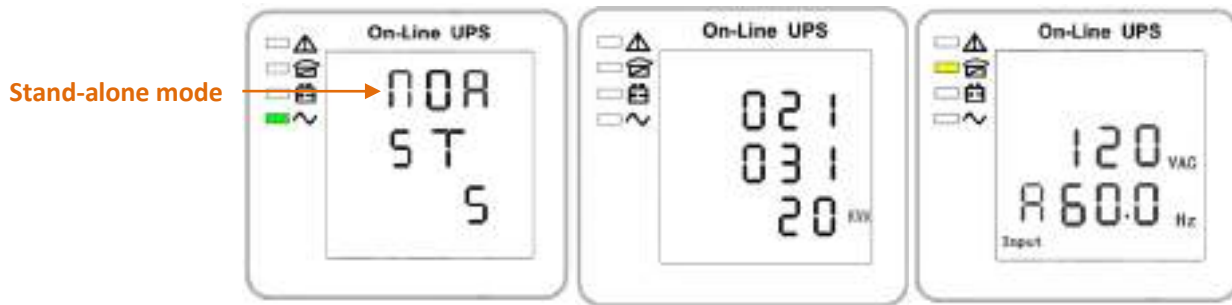 On-Line UPS
Stand-alone mode
NOA
ST
S
On-Line UPS
021
031
20 KVA
On-Line UPS
120 VAC
A 60.0 Hz
Input